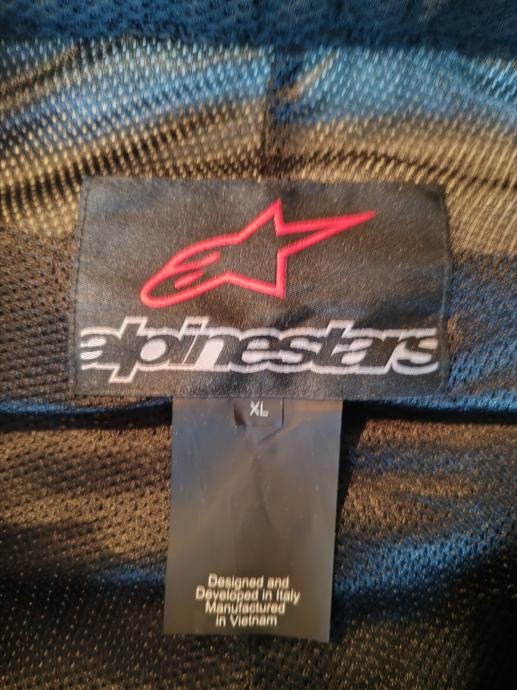 alpinestars
XL
Designed and
Developed in Italy
Manufactured
in Vietnam